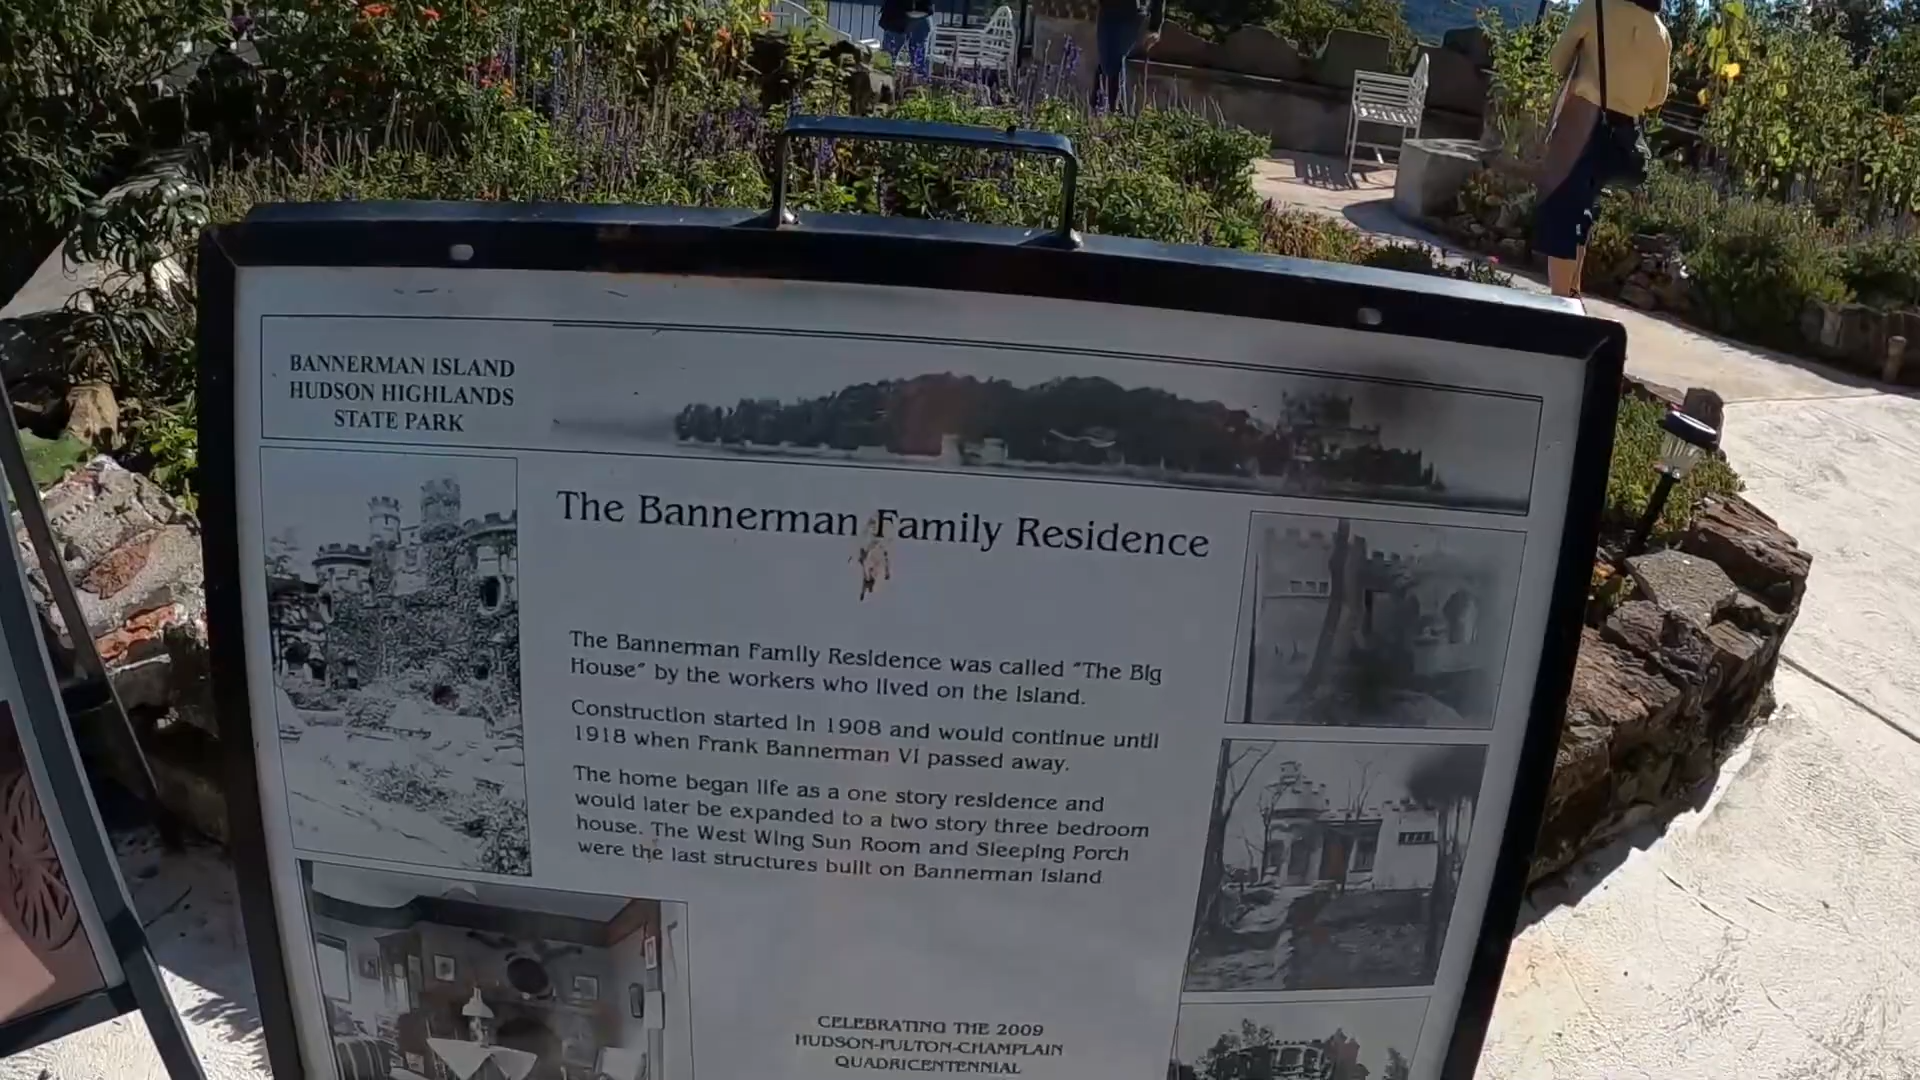 BANNERMAN ISLAND
HUDSON HIGHLANDS
STATE PARK
The Bannerman Family Residence
The Bannerman Family Residence was called "The Big
House" by the workers who lived on the Island.
Construction started in 1908 and would continue until
1918 when Frank Bannerman VI passed away.
The home began life as a one story residence and
would later be expanded to a two story three bedroom
house. The West Wing Sun Room and Sleeping Porch
were the last structures built on Bannerman Island
CELEBRATING THE 2009
HUDSON-FULTON-CHAMPLAIN
QUADRICENTENNIAL